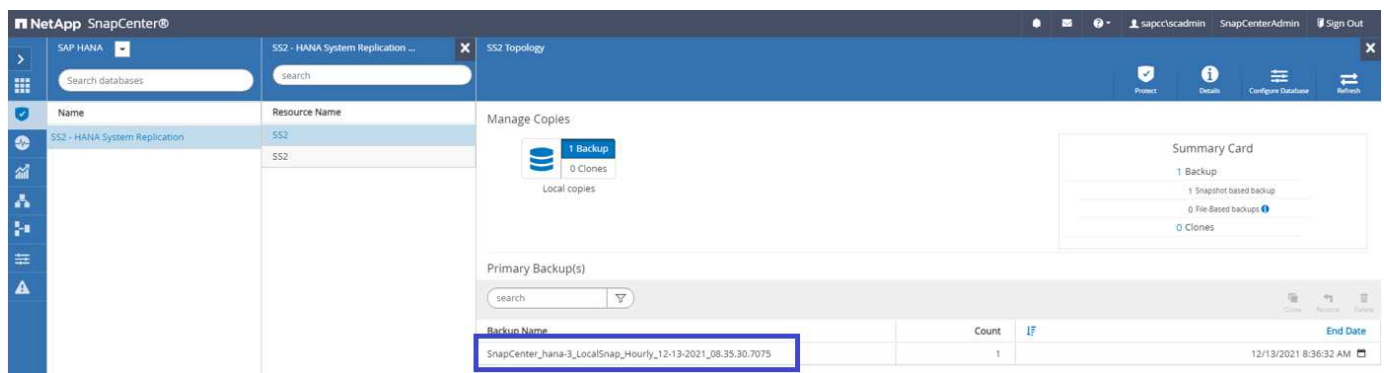 NetApp SnapCenter®
sapcc\scadmin SnapCenterAdmin Sign Out
SAP HANA
Search databases
Name
SS2 - HANA System Replication
SS2 - HANA System Replication ...
search
Resource Name
SS2
SS2
SS2 Topology
Protect Details Configure Database Refresh
Manage Copies
1 Backup
0 Clones
Local copies
Summary Card
1 Backup
1 Snapshot based backup
0 File-Based backups
0 Clones
Primary Backup(s)
search
Clone Restore Delete
Backup Name Count End Date
SnapCenter_hana-3_LocalSnap_Hourly_12-13-2021_08.35.30.7075 1 12/13/2021 8:36:32 AM